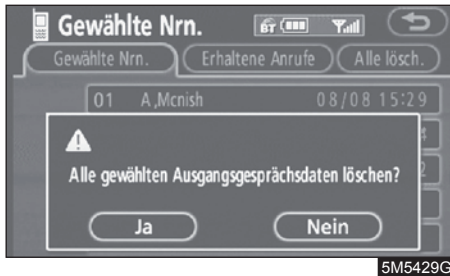 Gewählte Nrn.
BT
Gewählte Nrn. Erhaltene Anrufe Alle lösch.
01 A,Mcnish 08/08 15:29
Alle gewählten Ausgangsgesprächsdaten löschen?
Ja Nein
5M5429G